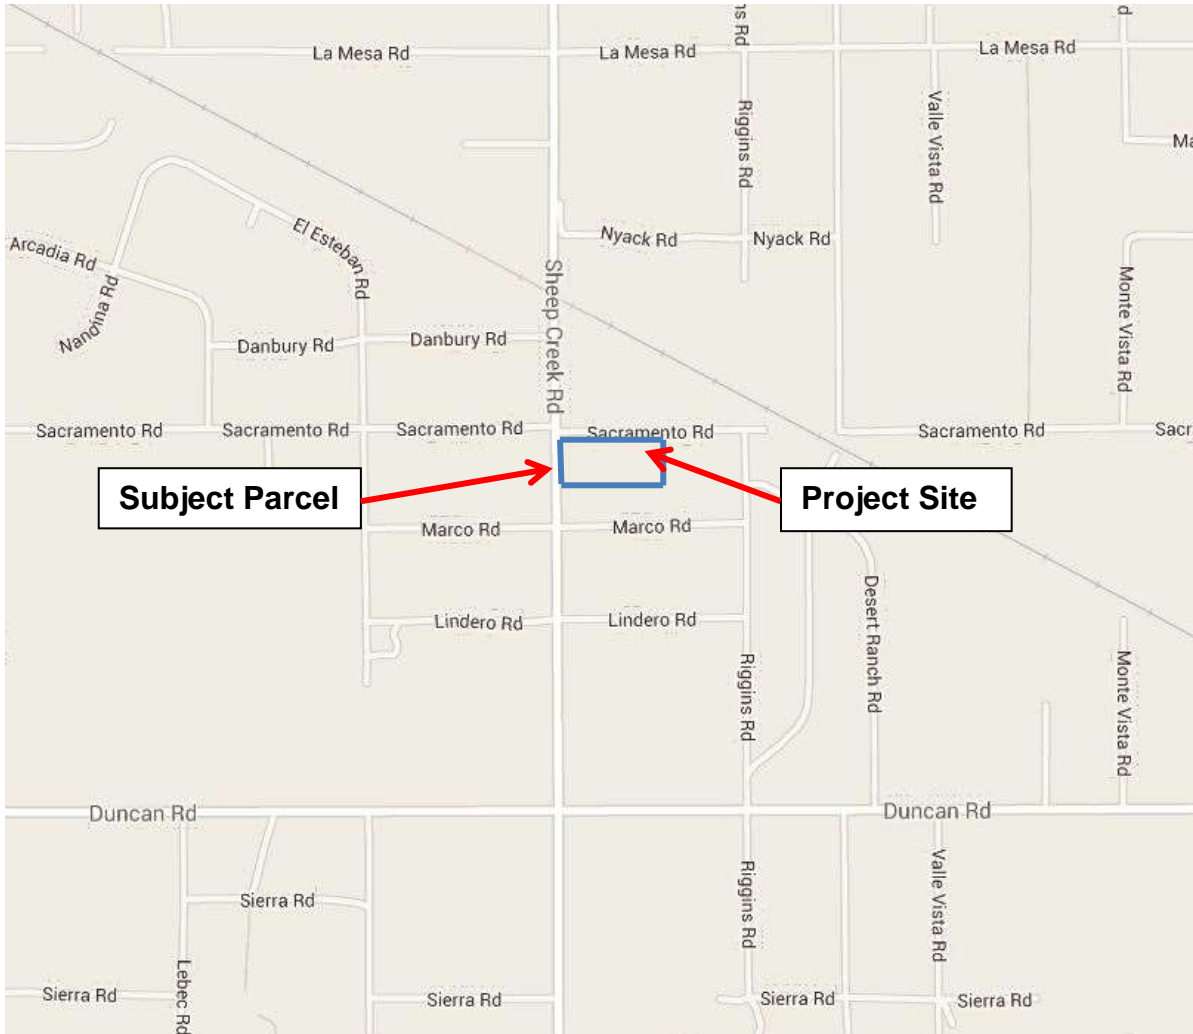 ns Rd
d
La Mesa Rd
La Mesa Rd
La Mesa Rd
Riggins Rd
Valle Vista Rd
Ma
El Esteban Rd
Nyack Rd
Nyack Rd
Arcadia Rd
Sheep Creek Rd
Monte Vista Rd
Danbury Rd
Danbury Rd
Sacramento Rd
Sacramento Rd
Sacramento Rd
Sacramento Rd
Sacramento Rd
Sacr
Subject Parcel
Project Site
Marco Rd
Marco Rd
Desert Ranch Rd
Lindero Rd
Lindero Rd
Riggins Rd
Monte Vista Rd
Duncan Rd
Duncan Rd
Riggins Rd
Valle Vista Rd
Sierra Rd
Lebec Rd
Sierra Rd
Sierra Rd
Sierra Rd
Sierra Rd